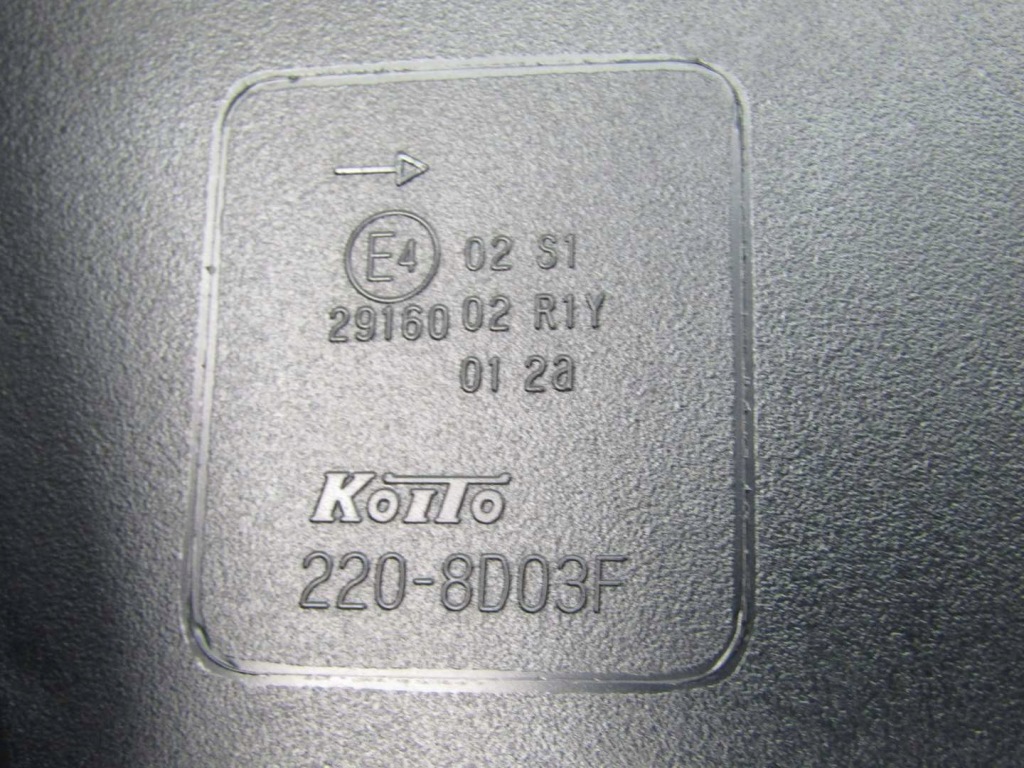 E4 02 S1
29160 02 R1Y
01 2a
KOITO
220-8D03F